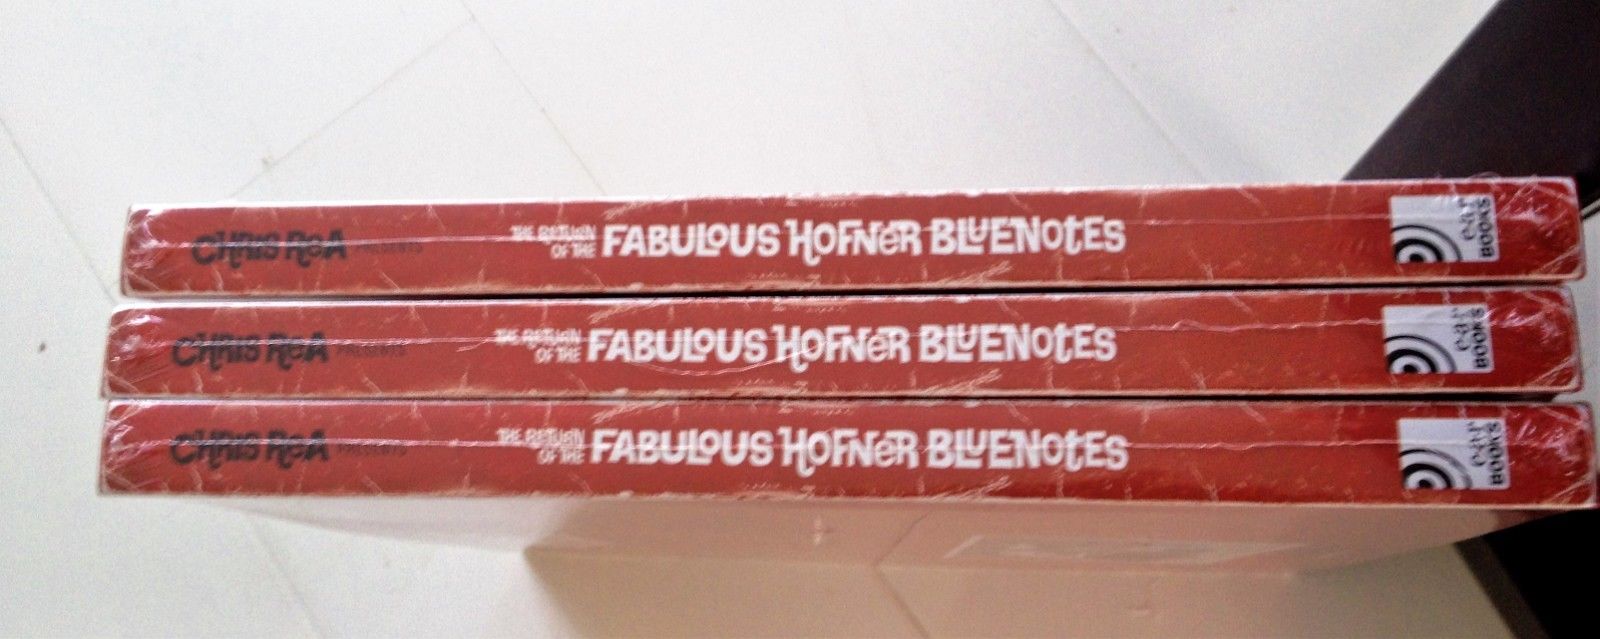 CHRIS REA PRESENTS
THE RETURN
OF THE
FABULOUS HOFNER BLUENOTES
ear
BOOKS
CHRIS REA PRESENTS
THE RETURN
OF THE
FABULOUS HOFNER BLUENOTES
ear
BOOKS
CHRIS REA PRESENTS
THE RETURN
OF THE
FABULOUS HOFNER BLUENOTES
ear
BOOKS